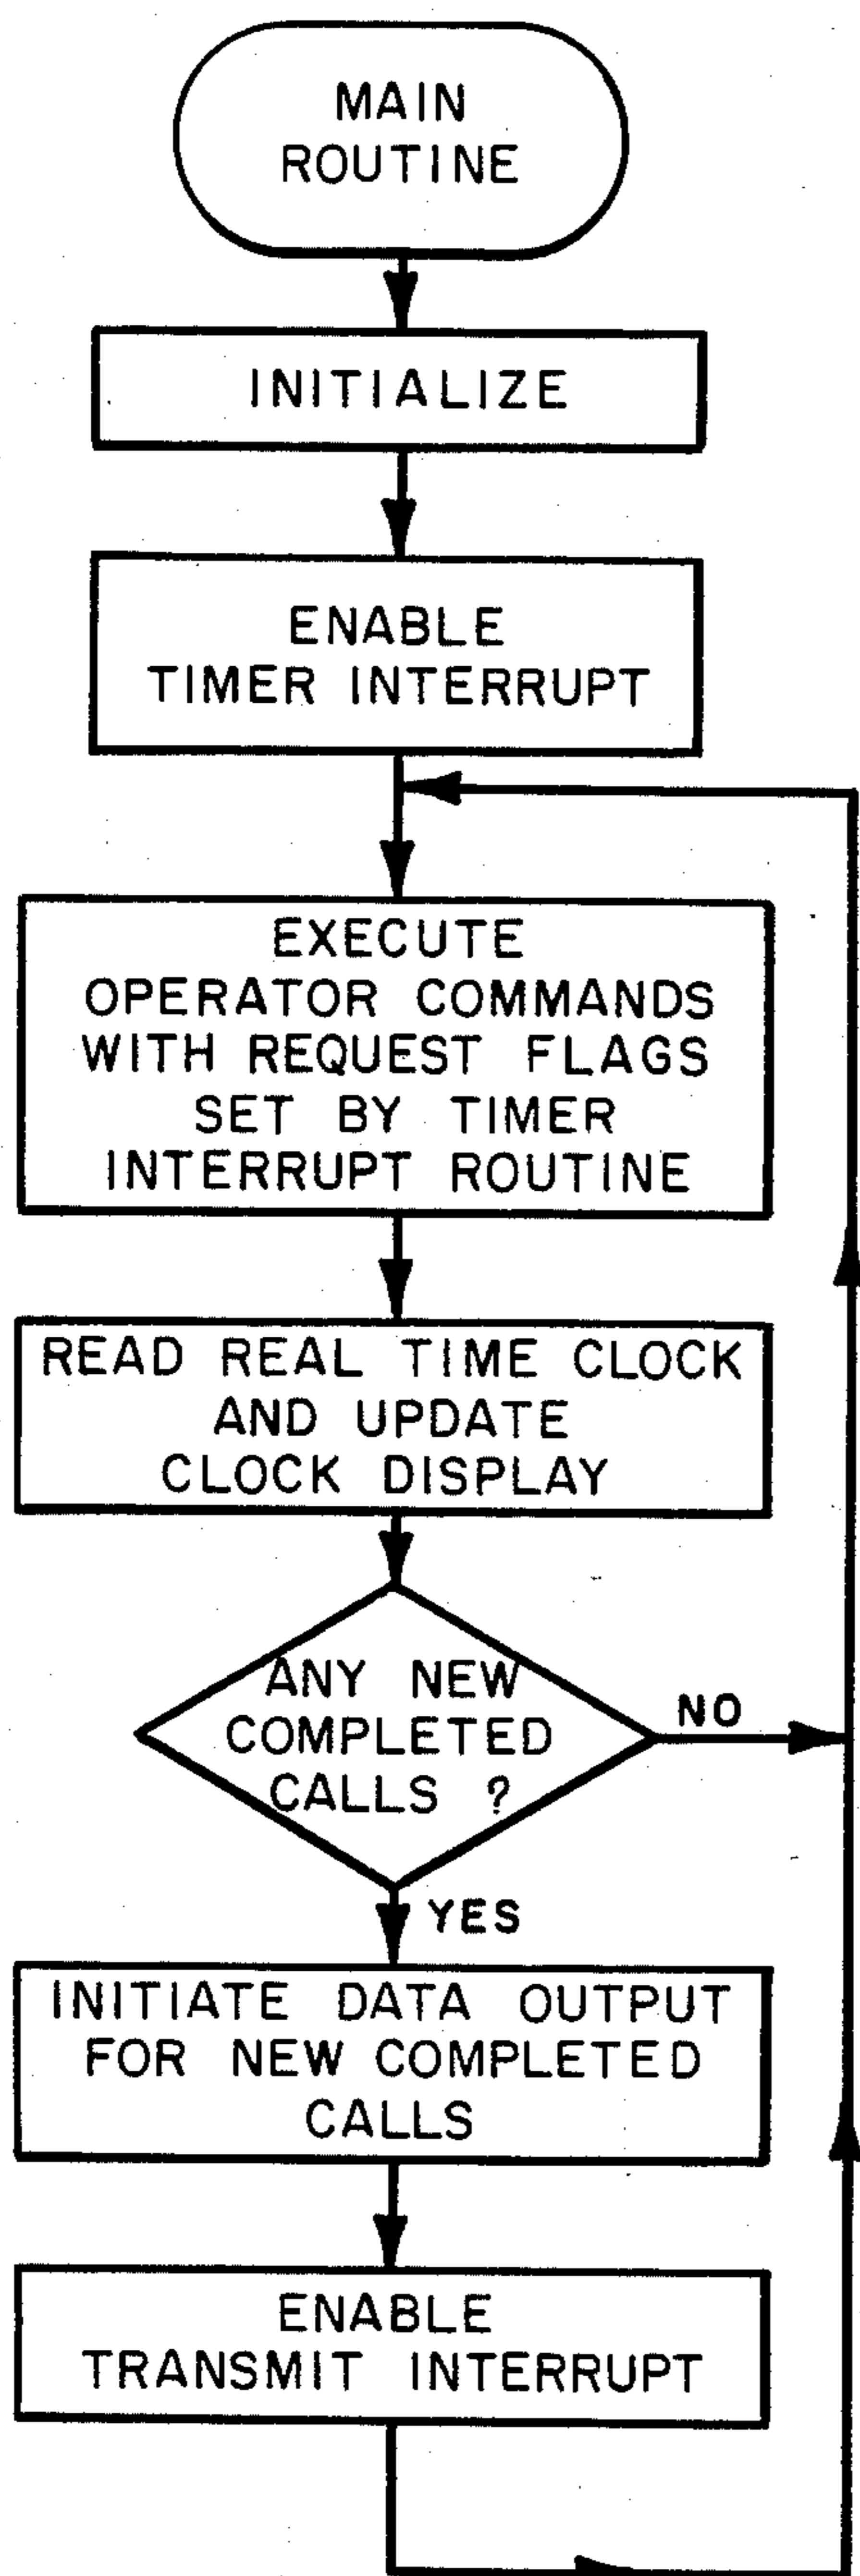 MAIN
ROUTINE
INITIALIZE
ENABLE
TIMER INTERRUPT
EXECUTE
OPERATOR COMMANDS
WITH REQUEST FLAGS
SET BY TIMER
INTERRUPT ROUTINE
READ REAL TIME CLOCK
AND UPDATE
CLOCK DISPLAY
ANY NEW
COMPLETED
CALLS ?
NO
YES
INITIATE DATA OUTPUT
FOR NEW COMPLETED
CALLS
ENABLE
TRANSMIT INTERRUPT